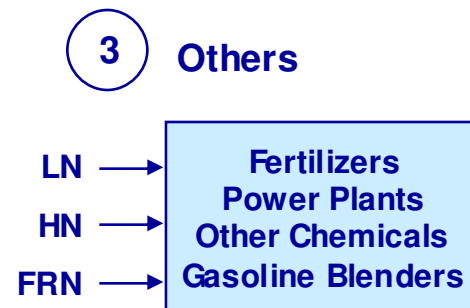 3 Others
LN
HN
FRN
Fertilizers
Power Plants
Other Chemicals
Gasoline Blenders